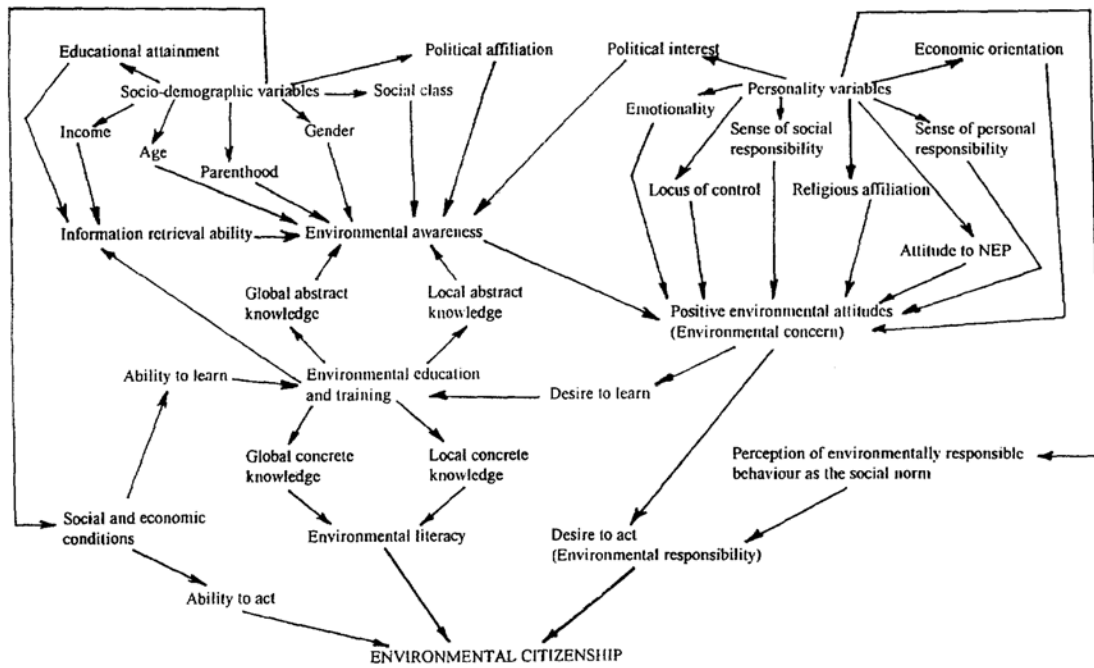 Educational attainment
Political affiliation
Political interest
Economic orientation
Socio-demographic variables
Social class
Personality variables
Emotionality
Income
Gender
Sense of social
responsibility
Sense of personal
responsibility
Age
Parenthood
Locus of control
Religious affiliation
Information retrieval ability
Environmental awareness
Attitude to NEP
Global abstract
knowledge
Local abstract
knowledge
Positive environmental attitudes
(Environmental concern)
Ability to learn
Environmental education
and training
Desire to learn
Global concrete
knowledge
Local concrete
knowledge
Perception of environmentally responsible
behaviour as the social norm
Social and economic
conditions
Environmental literacy
Desire to act
(Environmental responsibility)
Ability to act
ENVIRONMENTAL CITIZENSHIP